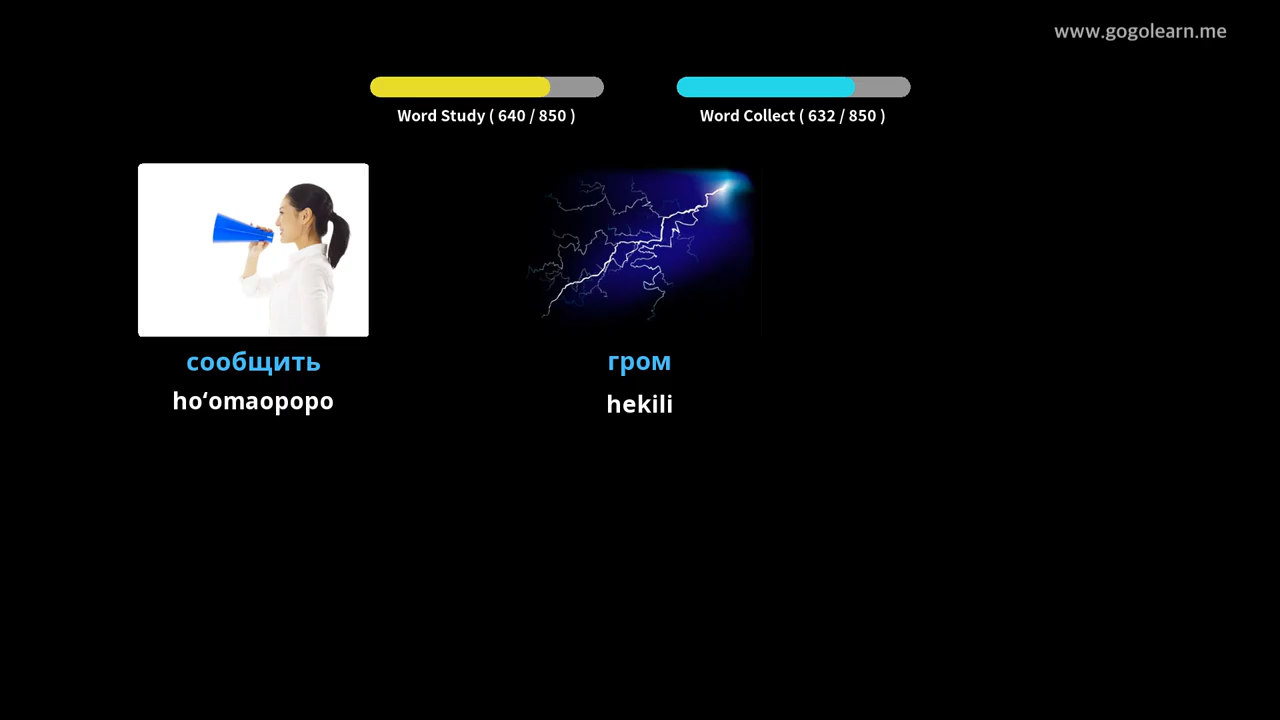 www.gogolearn.me
Word Study ( 640 / 850 )
Word Collect ( 632 / 850 )
сообщить
hoʻomaopopo
гром
hekili